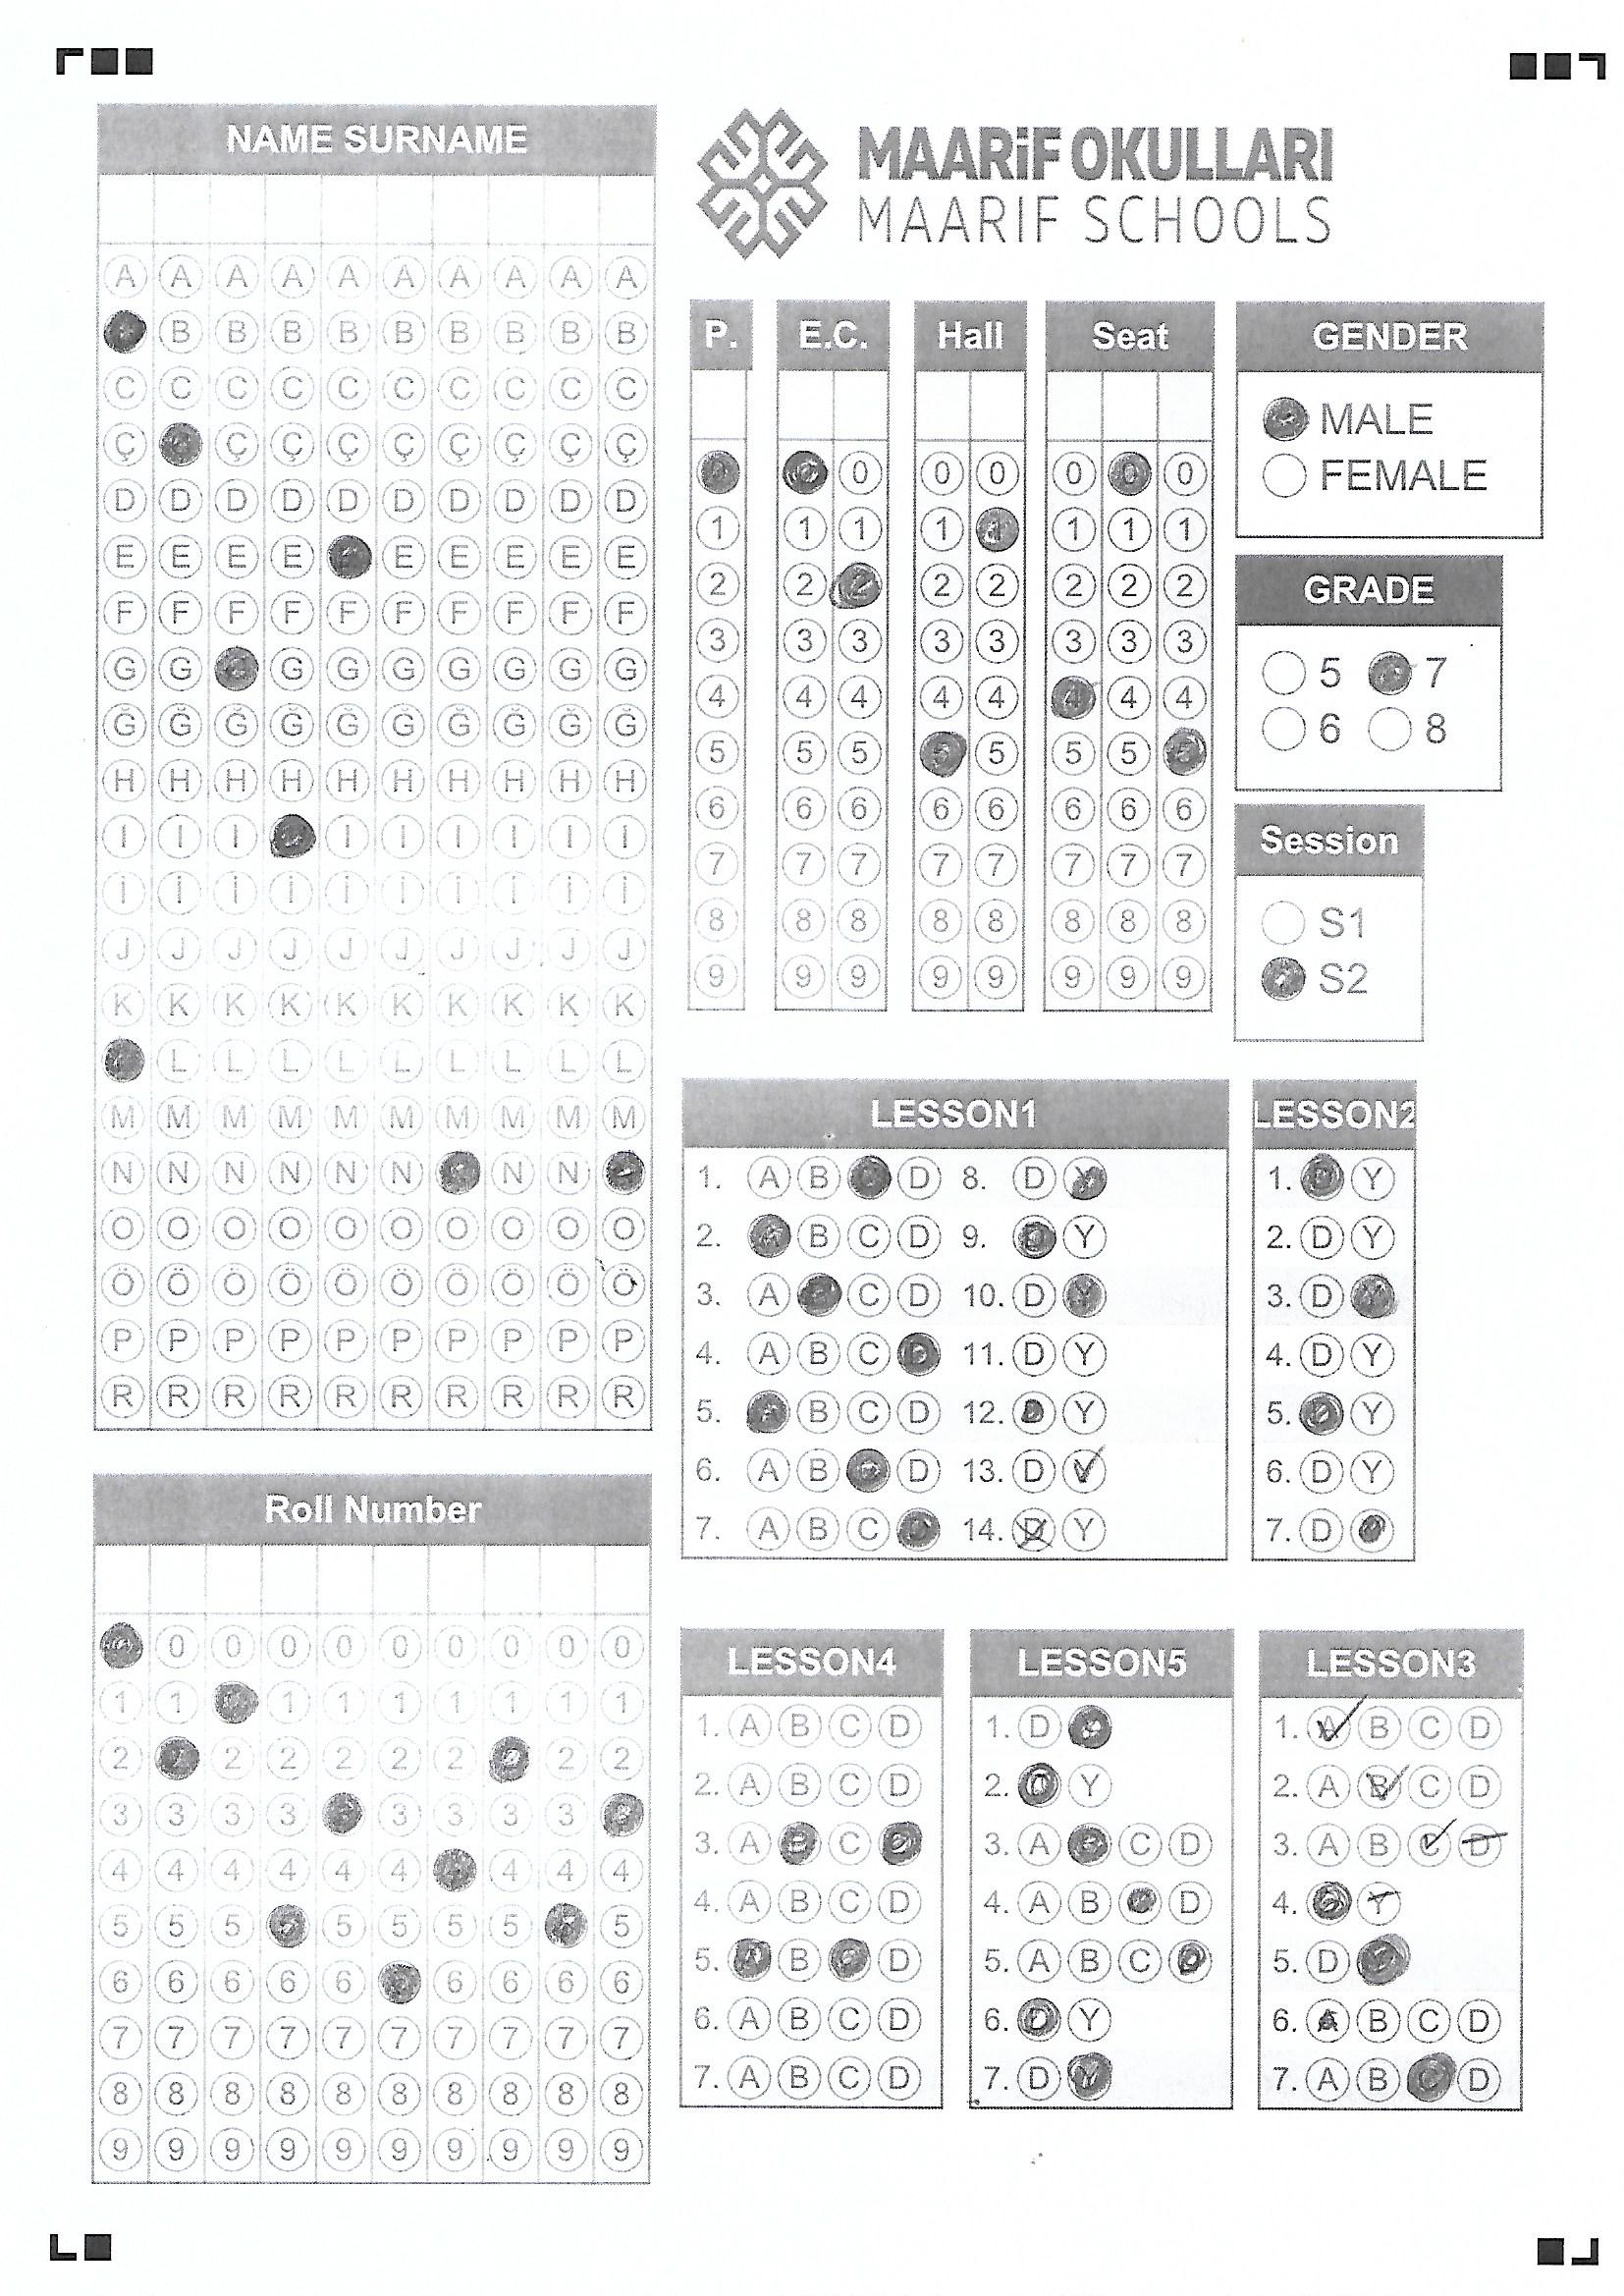 NAME SURNAME
A A A A A A A A A A
B B B B B B B B B
C C C C C C C C C C
Ç Ç Ç Ç Ç Ç Ç Ç Ç
D D D D D D D D D D
E E E E E E E E E
F F F F F F F F F F
G G G G G G G G G G
Ğ Ğ Ğ Ğ Ğ Ğ Ğ Ğ Ğ Ğ
H H H H H H H H H H
I I I I I I I I I
İ İ İ İ İ İ İ İ İ İ
J J J J J J J J J J
K K K K K K K K K K
L L L L L L L L L
M M M M M M M M M M
N N N N N N N N
O O O O O O O O O O
Ö Ö Ö Ö Ö Ö Ö Ö Ö Ö
P P P P P P P P P P
R R R R R R R R R R
Roll Number
0 0 0 0 0 0 0 0 0
1 1 1 1 1 1 1 1 1
2 2 2 2 2 2 2 2 2
3 3 3 3 3 3 3 3
4 4 4 4 4 4 4 4 4 4
5 5 5 5 5 5 5 5
6 6 6 6 6 6 6 6 6
7 7 7 7 7 7 7 7 7 7
8 8 8 8 8 8 8 8 8 8
9 9 9 9 9 9 9 9 9 9
MAARiF OKULLARI
MAARIF SCHOOLS
P. E.C. Hall Seat
0 0 0 0 0 0 0
1 1 1 1 1 1 1 1
2 2 2 2 2 2 2 2
3 3 3 3 3 3 3 3
4 4 4 4 4 4 4 4
5 5 5 5 5 5 5 5
6 6 6 6 6 6 6 6
7 7 7 7 7 7 7 7
8 8 8 8 8 8 8 8
9 9 9 9 9 9 9 9
GENDER
MALE
FEMALE
GRADE
5 7
6 8
Session
S1
S2
LESSON1
1. A B D 8. D Y
2. A B C D 9. D Y
3. A C D 10. D Y
4. A B C D 11. D Y
5. A B C D 12. D Y
6. A B D 13. D
7. A B C D 14. D Y
LESSON2
1. D Y
2. D Y
3. D Y
4. D Y
5. D Y
6. D Y
7. D
LESSON4
1. A B C D
2. A B C D
3. A B C D
4. A B C D
5. A B C D
6. A B C D
7. A B C D
LESSON5
1. D
2. Y
3. A C D
4. A B D
5. A B C D
6. D Y
7. D Y
LESSON3
1. A B C D
2. A B C D
3. A B C D
4.
5. D
6. A B C D
7. A B C D